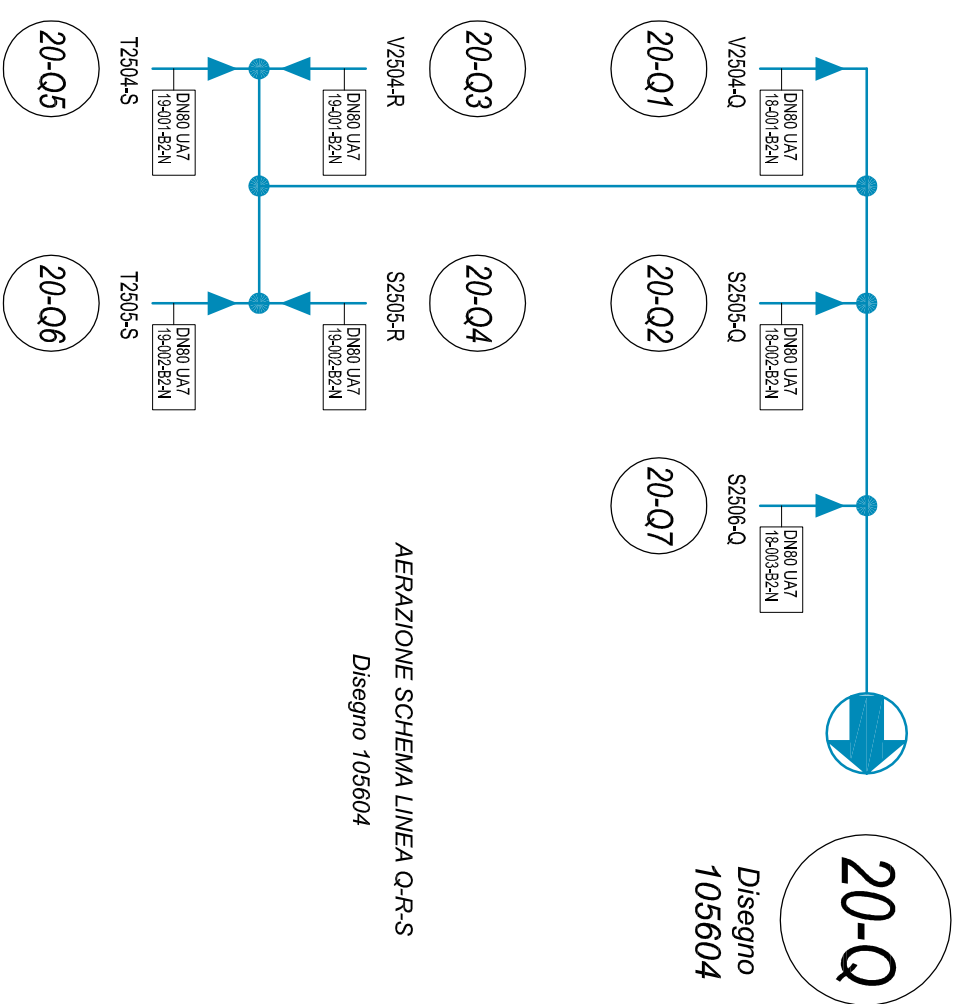 20-Q
Disegno
105604
20-Q1
V2504-Q
DN80 UA7
18-001-B2-N
20-Q2
S2505-Q
DN80 UA7
18-002-B2-N
20-Q7
S2506-Q
DN80 UA7
18-003-B2-N
20-Q3
V2504-R
DN80 UA7
19-001-B2-N
20-Q4
S2505-R
DN80 UA7
19-002-B2-N
AERAZIONE SCHEMA LINEA Q-R-S
Disegno 105604
DN80 UA7
19-001-B2-N
T2504-S
20-Q5
DN80 UA7
19-002-B2-N
T2505-S
20-Q6